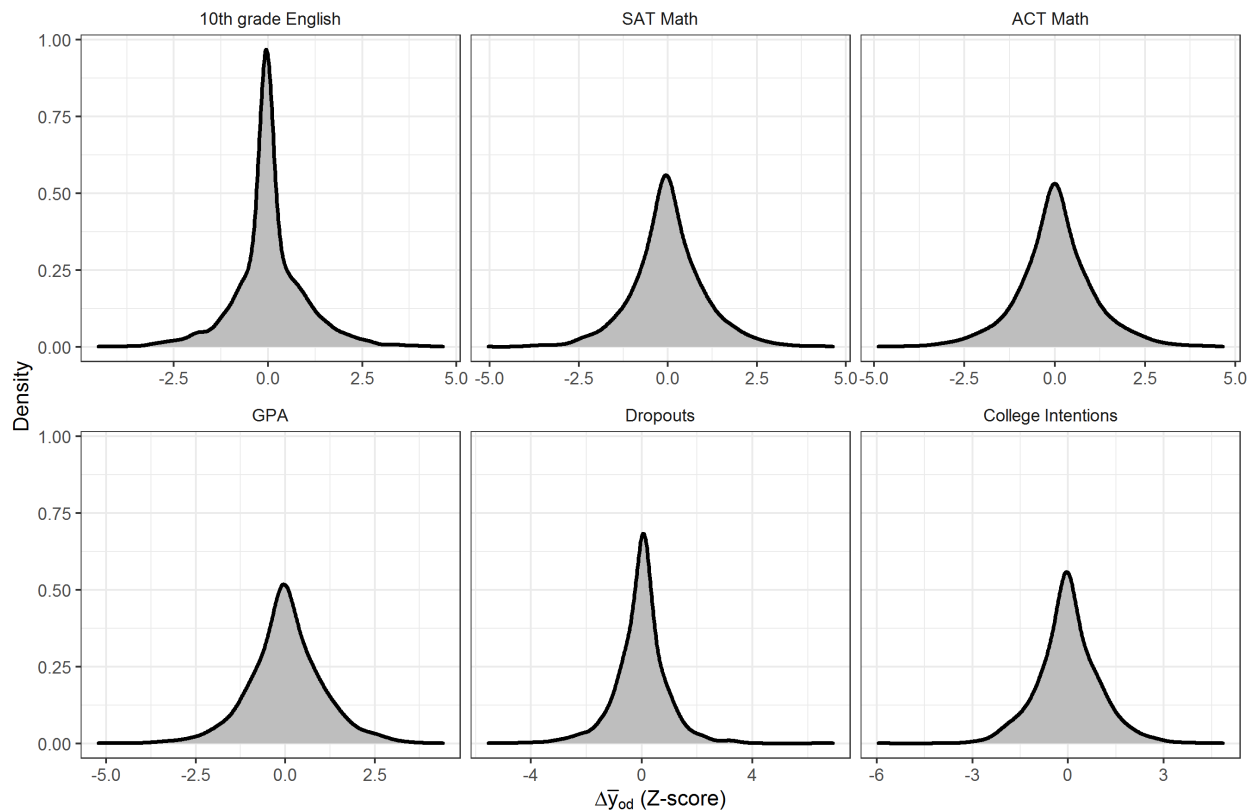 10th grade English
SAT Math
ACT Math
1.00
0.75
0.50
0.25
0.00
-2.5 0.0 2.5 5.0
-5.0 -2.5 0.0 2.5 5.0
-5.0 -2.5 0.0 2.5 5.0
Density
GPA
Dropouts
College Intentions
1.00
0.75
0.50
0.25
0.00
-5.0 -2.5 0.0 2.5
-4 0 4
-6 -3 0 3
Δy̅od (Z-score)